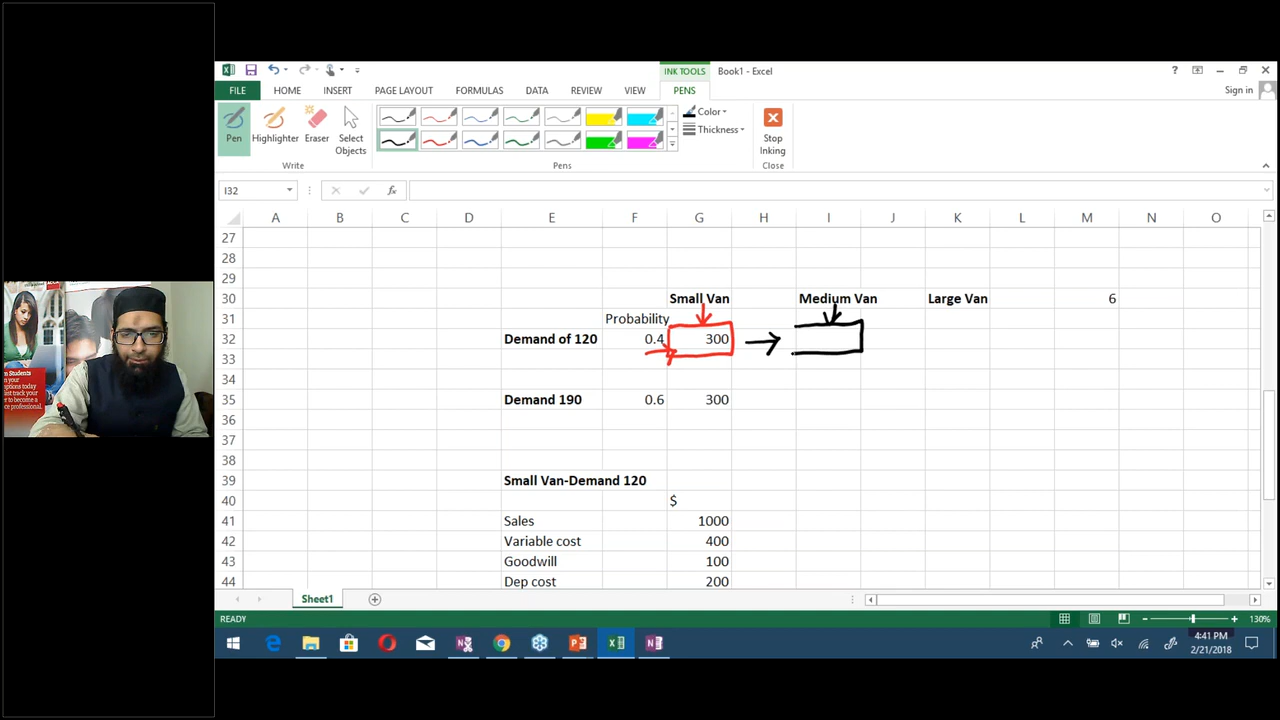 INK TOOLS
Book1 - Excel
?
FILE HOME INSERT PAGE LAYOUT FORMULAS DATA REVIEW VIEW PENS Sign in
Pen Highlighter Eraser Select Objects
Color
Thickness
Stop Inking
Write Pens Close
I32 fx
A B C D E F G H I J K L M N O
27
28
29
30 Small Van Medium Van Large Van 6
31 Probability
32 Demand of 120 0.4 300
33
34
35 Demand 190 0.6 300
36
37
38
39 Small Van-Demand 120
40 $
41 Sales 1000
42 Variable cost 400
43 Goodwill 100
44 Dep cost 200
Sheet1
READY 130%
4:41 PM
2/21/2018